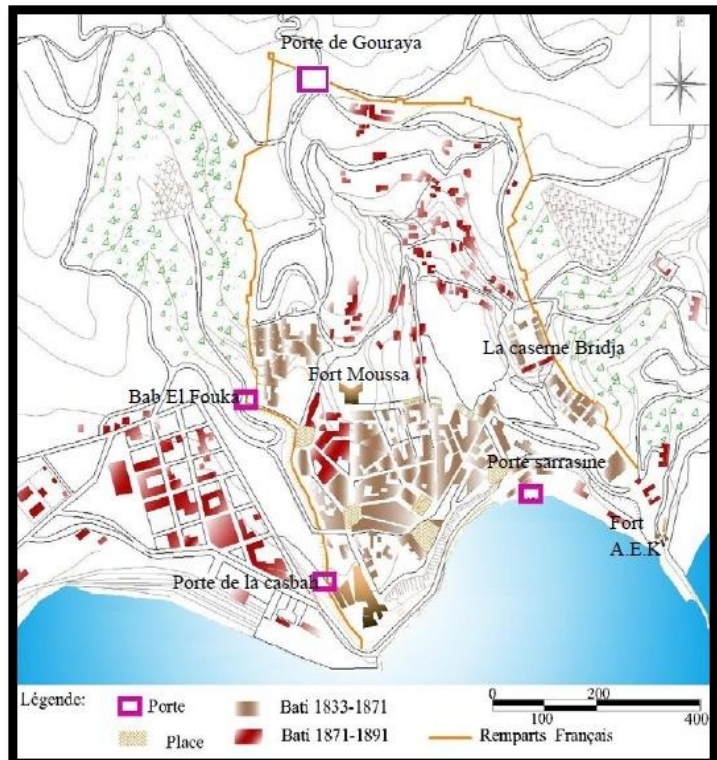 Porte de Gouraya
La caserne Bridja
Fort Moussa
Bab El Fouka
Porte sarrasine
Fort
A.E.K
Porte de la casbah
Légende:
Porte
Bati 1833-1871
0 200
Place
Bati 1871-1891
Remparts Français
100 400